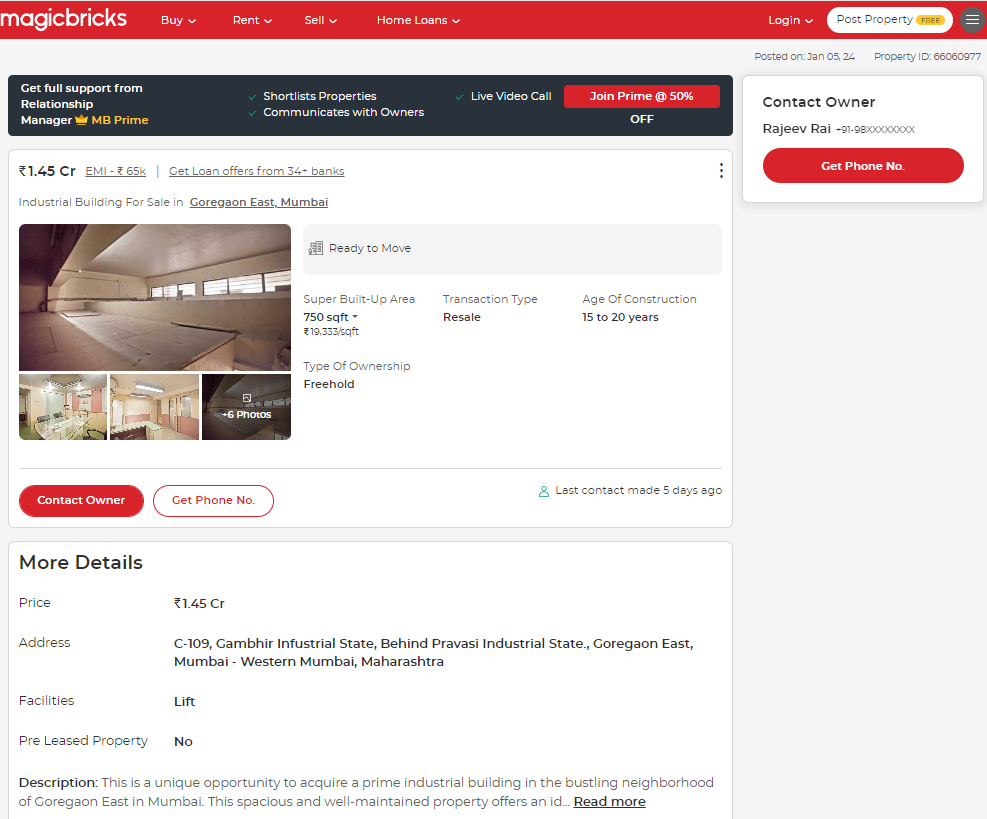 magicbricks
Buy
Rent
Sell
Home Loans
Login
Post Property FREE
Posted on: Jan 05, 24 Property ID: 66060977
Get full support from
Relationship
Manager MB Prime
Shortlists Properties
Communicates with Owners
Live Video Call
Join Prime @ 50%
OFF
Contact Owner
Rajeev Rai +91-98XXXXXXXX
Get Phone No.
₹1.45 Cr EMI - ₹ 65k | Get Loan offers from 34+ banks
Industrial Building For Sale in Goregaon East, Mumbai
+6 Photos
Ready to Move
Super Built-Up Area
750 sqft
₹19,333/sqft
Transaction Type
Resale
Age Of Construction
15 to 20 years
Type Of Ownership
Freehold
Contact Owner
Get Phone No.
Last contact made 5 days ago
More Details
Price ₹1.45 Cr
Address C-109, Gambhir Infustrial State, Behind Pravasi Industrial State., Goregaon East,
Mumbai - Western Mumbai, Maharashtra
Facilities Lift
Pre Leased Property No
Description: This is a unique opportunity to acquire a prime industrial building in the bustling neighborhood
of Goregaon East in Mumbai. This spacious and well-maintained property offers an id... Read more